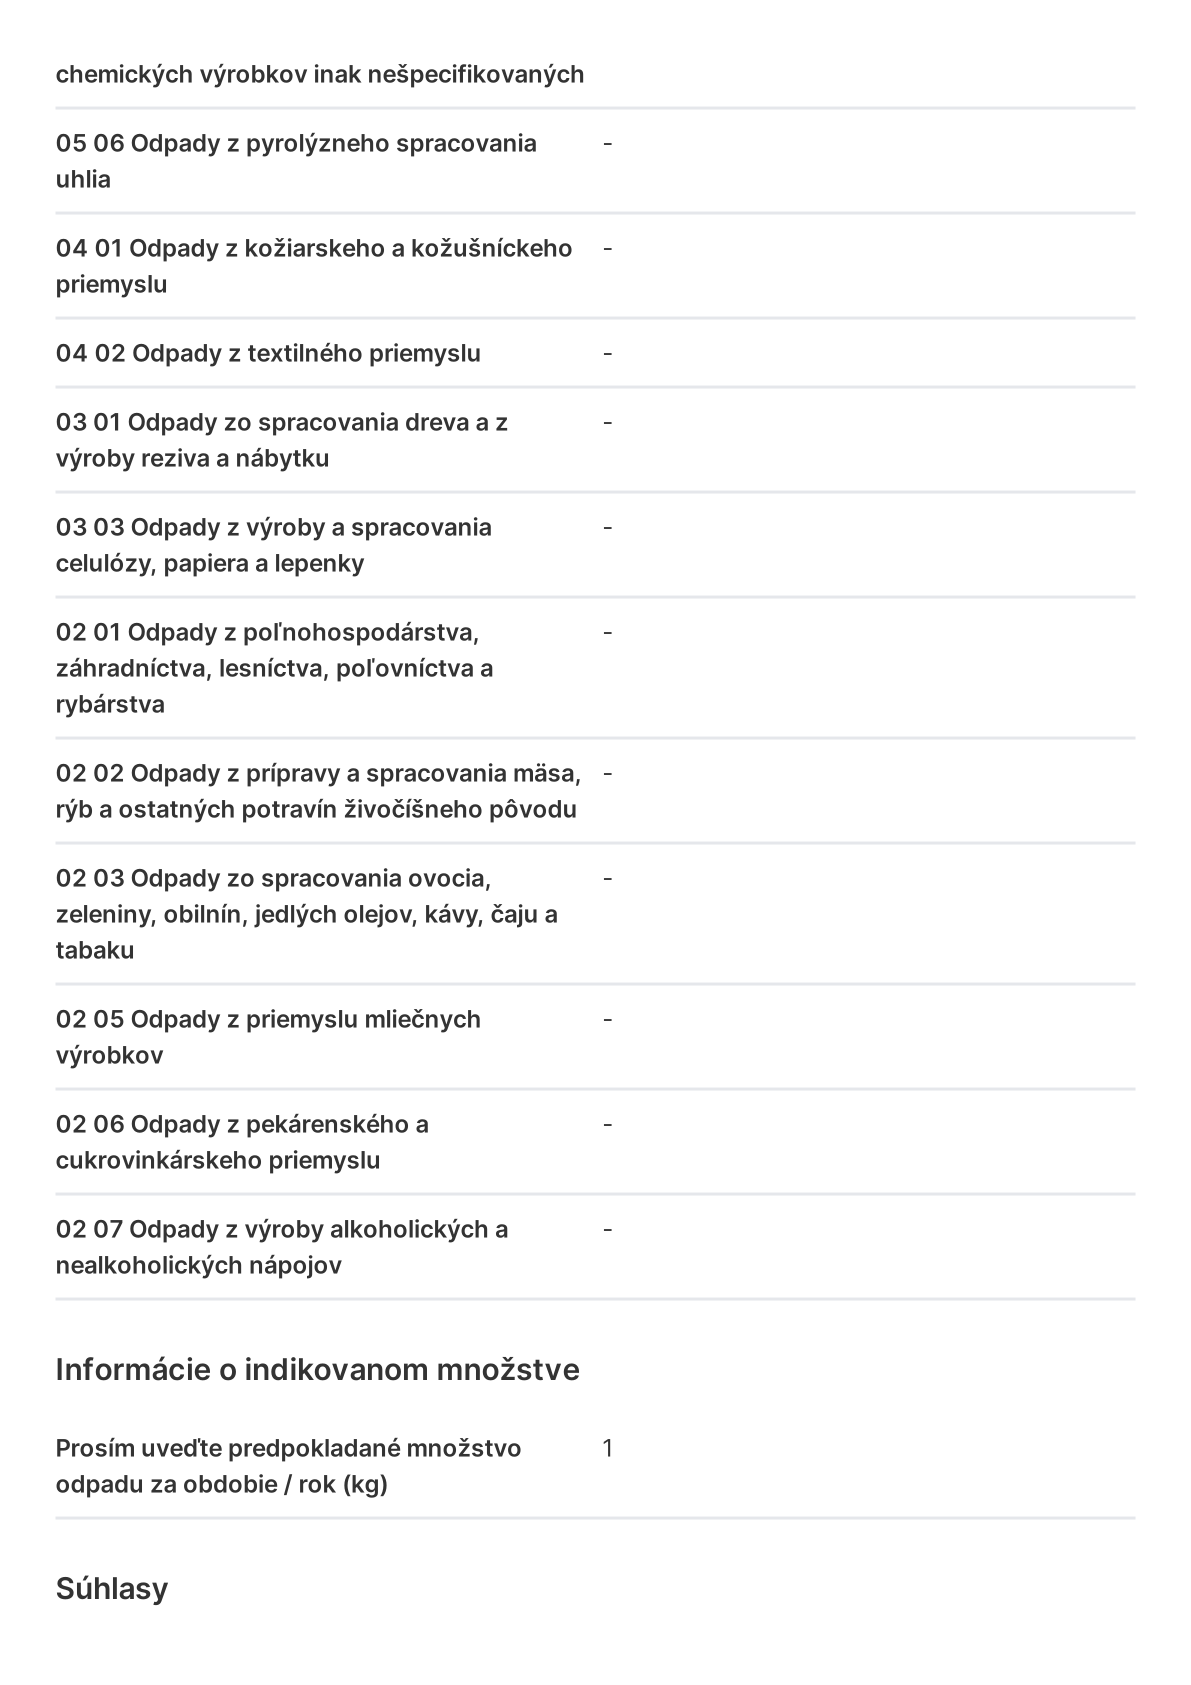 chemických výrobkov inak nešpecifikovaných
05 06 Odpady z pyrolýzneho spracovania -
uhlia
04 01 Odpady z kožiarskeho a kožušníckeho -
priemyslu
04 02 Odpady z textilného priemyslu -
03 01 Odpady zo spracovania dreva a z -
výroby reziva a nábytku
03 03 Odpady z výroby a spracovania -
celulózy, papiera a lepenky
02 01 Odpady z poľnohospodárstva, -
záhradníctva, lesníctva, poľovníctva a
rybárstva
02 02 Odpady z prípravy a spracovania mäsa, -
rýb a ostatných potravín živočíšneho pôvodu
02 03 Odpady zo spracovania ovocia, -
zeleniny, obilnín, jedlých olejov, kávy, čaju a
tabaku
02 05 Odpady z priemyslu mliečnych -
výrobkov
02 06 Odpady z pekárenského a -
cukrovinkárskeho priemyslu
02 07 Odpady z výroby alkoholických a -
nealkoholických nápojov
Informácie o indikovanom množstve
Prosím uveďte predpokladané množstvo 1
odpadu za obdobie / rok (kg)
Súhlasy